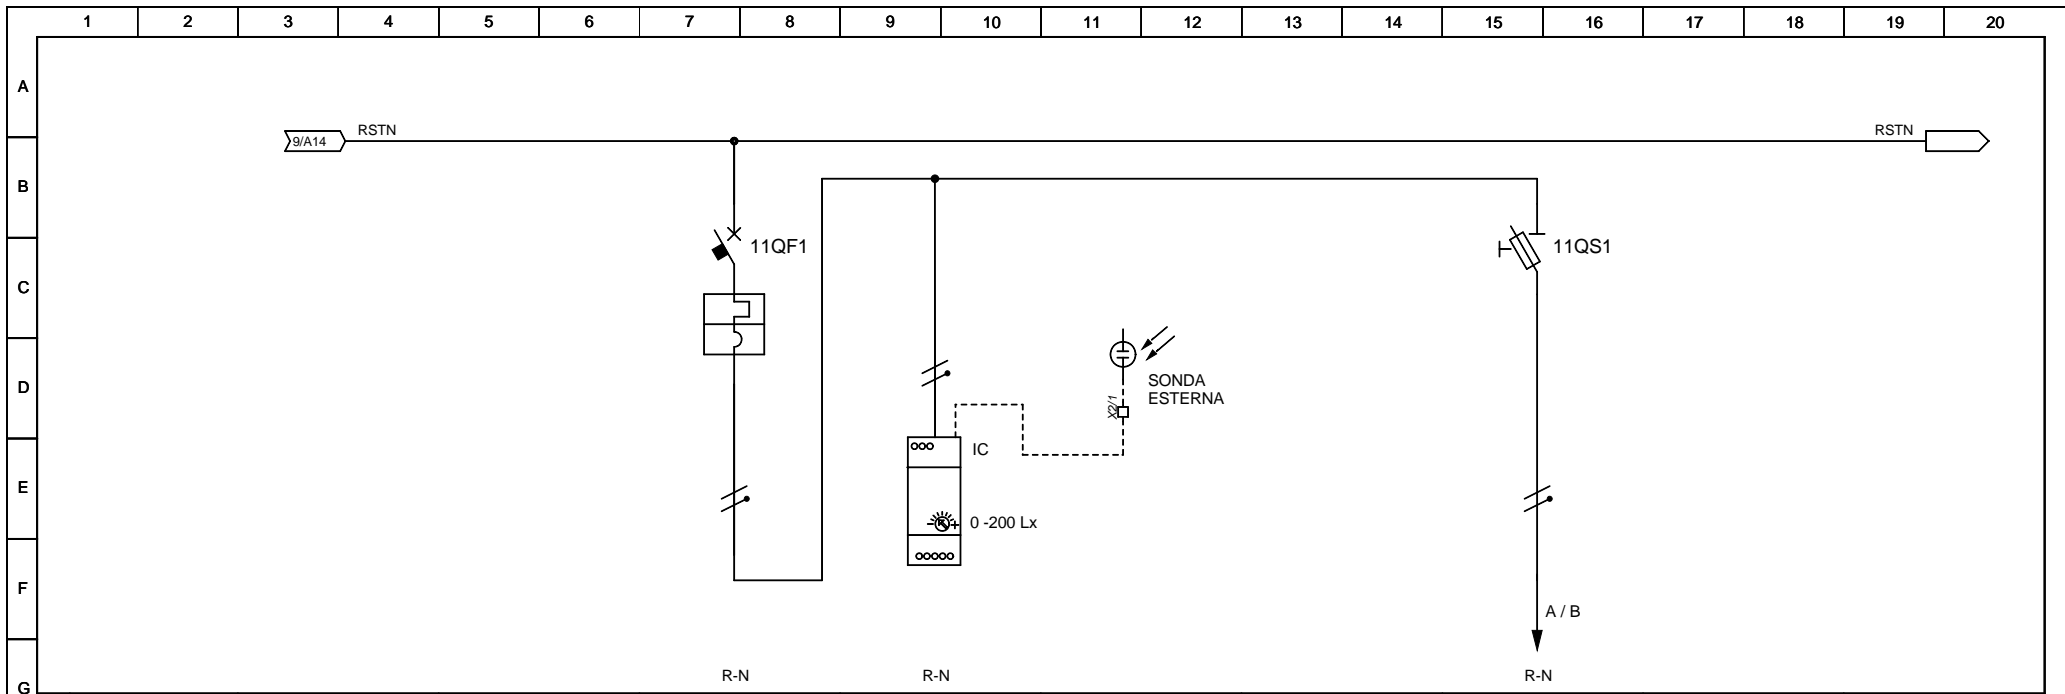 1 2 3 4 5 6 7 8 9 10 11 12 13 14 15 16 17 18 19 20
A
RSTN RSTN
9/A14
B
11QF1 11QS1
C
SONDA
D
ESTERNA
X2/1
IC
E
0 -200 Lx
F
A / B
R-N R-N R-N
G